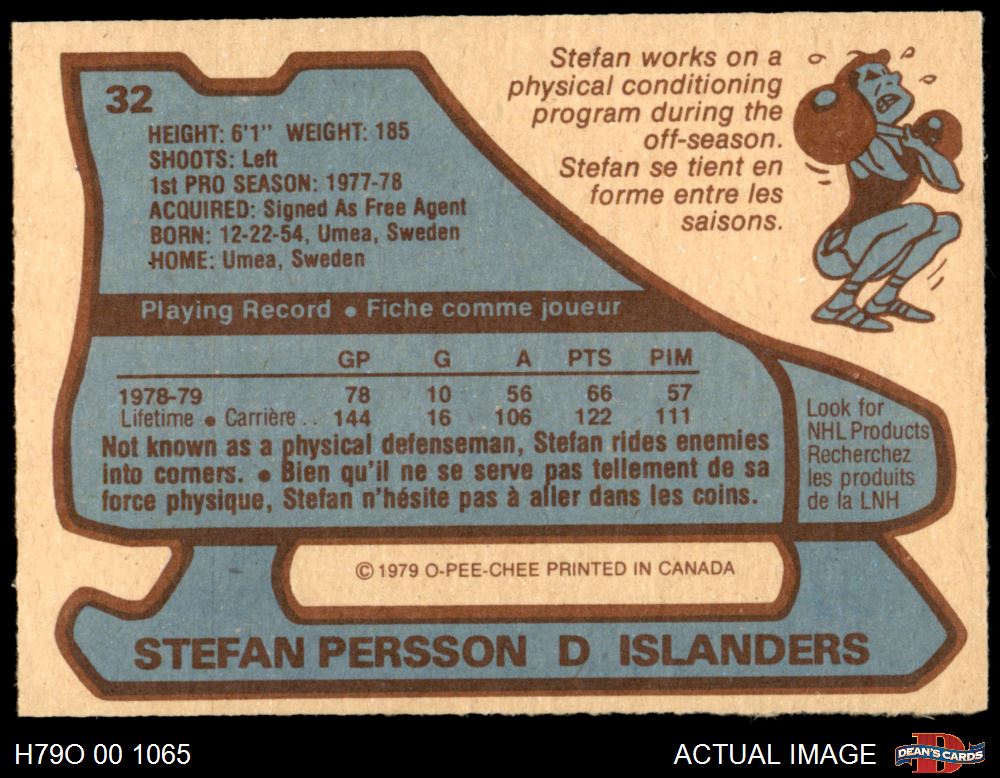 32
HEIGHT: 6'1" WEIGHT: 185
SHOOTS: Left
1st PRO SEASON: 1977-78
ACQUIRED: Signed As Free Agent
BORN: 12-22-54, Umea, Sweden
HOME: Umea, Sweden
Stefan works on a
physical conditioning
program during the
off-season.
Stefan se tient en
forme entre les
saisons.
Playing Record • Fiche comme joueur
GP G A PTS PIM
1978-79 78 10 56 66 57
Lifetime • Carrière . . 144 16 106 122 111
Not known as a physical defenseman, Stefan rides enemies
into corners. • Bien qu'il ne se serve pas tellement de sa
force physique, Stefan n'hésite pas à aller dans les coins.
Look for
NHL Products
Recherchez
les produits
de la LNH
© 1979 O-PEE-CHEE PRINTED IN CANADA
STEFAN PERSSON D ISLANDERS
H79O 00 1065
ACTUAL IMAGE
DEAN'S CARDS